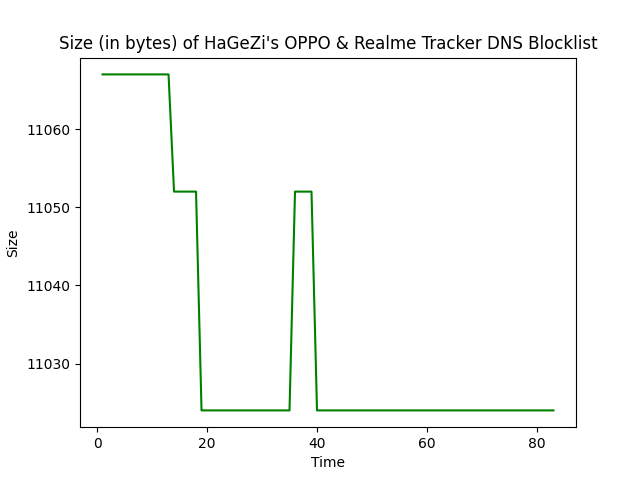 Size (in bytes) of HaGeZi's OPPO & Realme Tracker DNS Blocklist
11060
11050
11040
11030
Size
0 20 40 60 80
Time